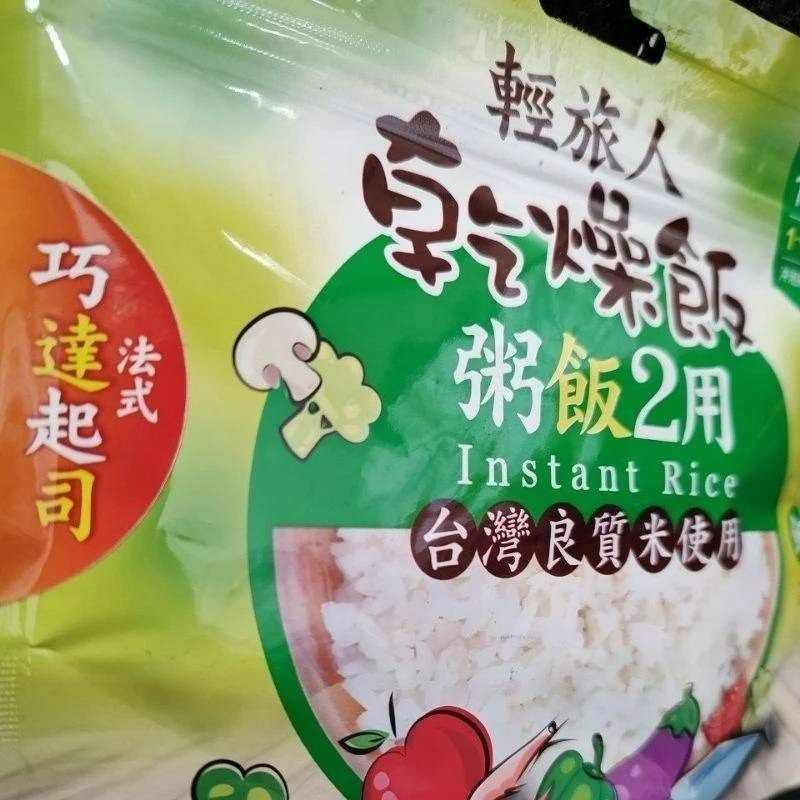 輕旅人
乾燥飯
粥飯2用
Instant Rice
台灣良質米使用
法式
巧達起司